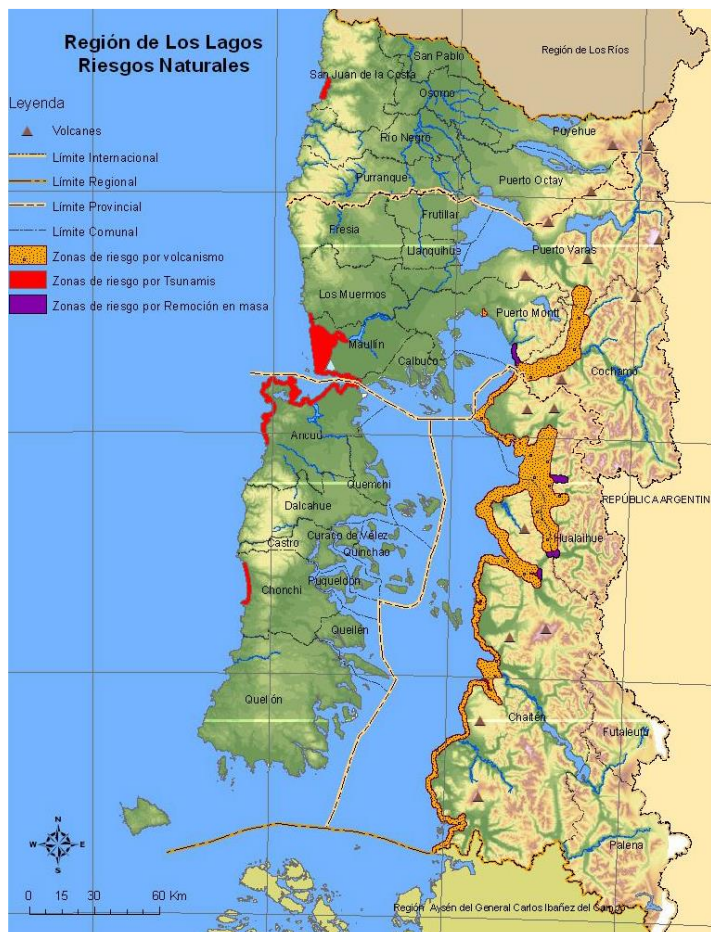 Región de Los Lagos
Riesgos Naturales
Leyenda
Volcanes
Límite Internacional
Límite Regional
Límite Provincial
Límite Comunal
Zonas de riesgo por volcanismo
Zonas de riesgo por Tsunamis
Zonas de riesgo por Remoción en masa
Región de Los Ríos
San Pablo
San Juan de la Costa
Osorno
Río Negro
Puyehue
Purranque
Puerto Octay
Frutillar
Fresia
Llanquihue
Puerto Varas
Los Muermos
Puerto Montt
Maullín
Calbuco
Cochamó
Ancud
Quemchi
REPÚBLICA ARGENTIN
Dalcahue
Curaco de Vélez
Hualaihue
Castro
Quinchao
Chonchi
Puqueldón
Queilén
Quellón
Chaitén
Futaleufú
Palena
N
W
E
S
0 15 30 60 Km
Región Aysén del General Carlos Ibañez del Campo